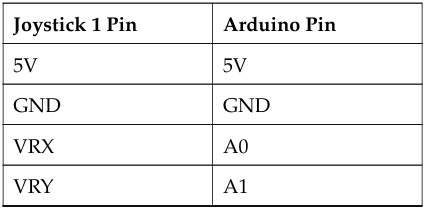 Joystick 1 Pin Arduino Pin
5V 5V
GND GND
VRX A0
VRY A1